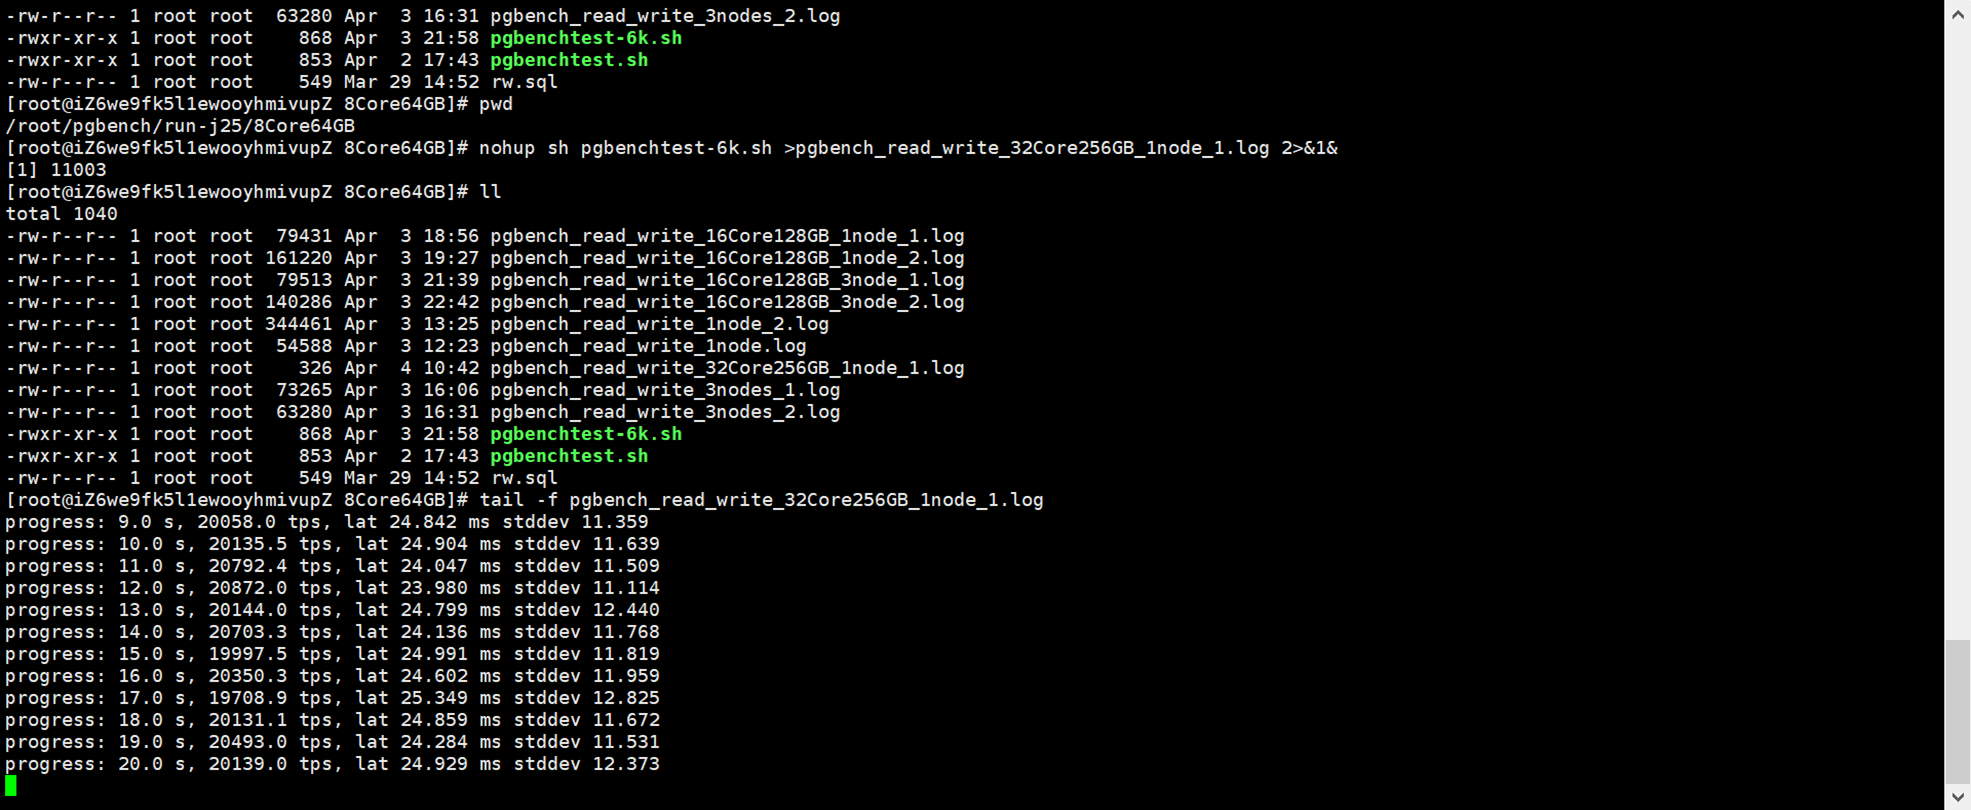 -rw-r--r-- 1 root root  63280 Apr  3 16:31 pgbench_read_write_3nodes_2.log
-rwxr-xr-x 1 root root    868 Apr  3 21:58 pgbenchtest-6k.sh
-rwxr-xr-x 1 root root    853 Apr  2 17:43 pgbenchtest.sh
-rw-r--r-- 1 root root    549 Mar 29 14:52 rw.sql
[root@iZ6we9fk5l1ewooyhmivupZ 8Core64GB]# pwd
/root/pgbench/run-j25/8Core64GB
[root@iZ6we9fk5l1ewooyhmivupZ 8Core64GB]# nohup sh pgbenchtest-6k.sh >pgbench_read_write_32Core256GB_1node_1.log 2>&1&
[1] 11003
[root@iZ6we9fk5l1ewooyhmivupZ 8Core64GB]# ll
total 1040
-rw-r--r-- 1 root root  79431 Apr  3 18:56 pgbench_read_write_16Core128GB_1node_1.log
-rw-r--r-- 1 root root 161220 Apr  3 19:27 pgbench_read_write_16Core128GB_1node_2.log
-rw-r--r-- 1 root root  79513 Apr  3 21:39 pgbench_read_write_16Core128GB_3node_1.log
-rw-r--r-- 1 root root 140286 Apr  3 22:42 pgbench_read_write_16Core128GB_3node_2.log
-rw-r--r-- 1 root root 344461 Apr  3 13:25 pgbench_read_write_1node_2.log
-rw-r--r-- 1 root root  54588 Apr  3 12:23 pgbench_read_write_1node.log
-rw-r--r-- 1 root root    326 Apr  4 10:42 pgbench_read_write_32Core256GB_1node_1.log
-rw-r--r-- 1 root root  73265 Apr  3 16:06 pgbench_read_write_3nodes_1.log
-rw-r--r-- 1 root root  63280 Apr  3 16:31 pgbench_read_write_3nodes_2.log
-rwxr-xr-x 1 root root    868 Apr  3 21:58 pgbenchtest-6k.sh
-rwxr-xr-x 1 root root    853 Apr  2 17:43 pgbenchtest.sh
-rw-r--r-- 1 root root    549 Mar 29 14:52 rw.sql
[root@iZ6we9fk5l1ewooyhmivupZ 8Core64GB]# tail -f pgbench_read_write_32Core256GB_1node_1.log
progress: 9.0 s, 20058.0 tps, lat 24.842 ms stddev 11.359
progress: 10.0 s, 20135.5 tps, lat 24.904 ms stddev 11.639
progress: 11.0 s, 20792.4 tps, lat 24.047 ms stddev 11.509
progress: 12.0 s, 20872.0 tps, lat 23.980 ms stddev 11.114
progress: 13.0 s, 20144.0 tps, lat 24.799 ms stddev 12.440
progress: 14.0 s, 20703.3 tps, lat 24.136 ms stddev 11.768
progress: 15.0 s, 19997.5 tps, lat 24.991 ms stddev 11.819
progress: 16.0 s, 20350.3 tps, lat 24.602 ms stddev 11.959
progress: 17.0 s, 19708.9 tps, lat 25.349 ms stddev 12.825
progress: 18.0 s, 20131.1 tps, lat 24.859 ms stddev 11.672
progress: 19.0 s, 20493.0 tps, lat 24.284 ms stddev 11.531
progress: 20.0 s, 20139.0 tps, lat 24.929 ms stddev 12.373